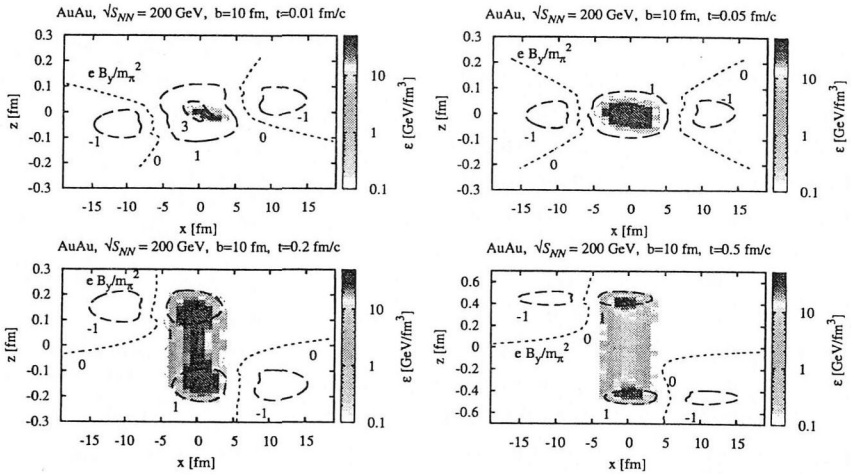 AuAu, √S_NN = 200 GeV, b=10 fm, t=0.01 fm/c
0.3
0.2
0.1
0
-0.1
-0.2
-0.3
z [fm]
e B_y/m_π^2
-1
3
1
0
0
-1
-15 -10 -5 0 5 10 15
x [fm]
10
1
0.1
ε [GeV/fm^3]
AuAu, √S_NN = 200 GeV, b=10 fm, t=0.05 fm/c
0.3
0.2
0.1
0
-0.1
-0.2
-0.3
z [fm]
e B_y/m_π^2
-1
1
0
0
-1
-15 -10 -5 0 5 10 15
x [fm]
10
1
0.1
ε [GeV/fm^3]
AuAu, √S_NN = 200 GeV, b=10 fm, t=0.2 fm/c
0.3
0.2
0.1
0
-0.1
-0.2
-0.3
z [fm]
e B_y/m_π^2
-1
0
0
1
-1
-15 -10 -5 0 5 10 15
x [fm]
10
1
0.1
ε [GeV/fm^3]
AuAu, √S_NN = 200 GeV, b=10 fm, t=0.5 fm/c
0.6
0.4
0.2
0
-0.2
-0.4
-0.6
z [fm]
-1
1
0
e B_y/m_π^2
0
1
-1
-15 -10 -5 0 5 10 15
x [fm]
10
1
0.1
ε [GeV/fm^3]